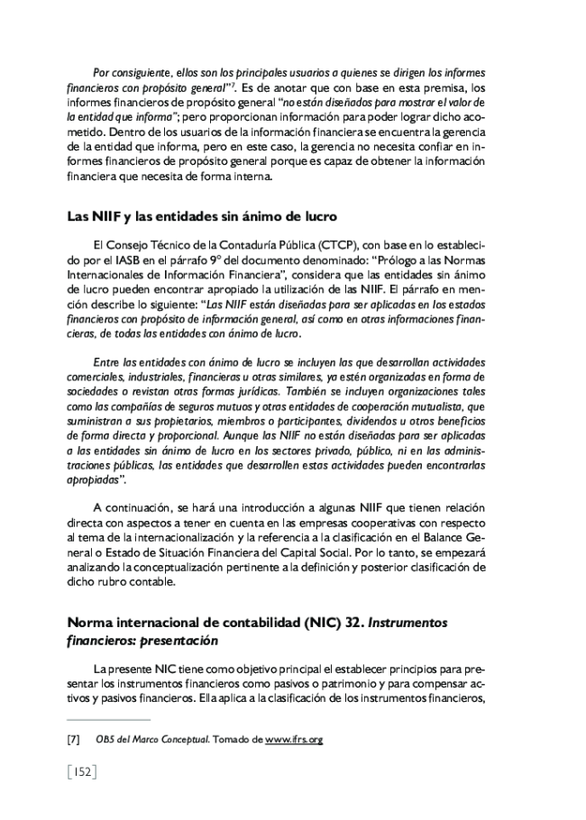 Por consiguiente, ellos son los principales usuarios a quienes se dirigen los informes
financieros con propósito general”7. Es de anotar que con base en esta premisa, los
informes financieros de propósito general “no están diseñados para mostrar el valor de
la entidad que informa”; pero proporcionan información para poder lograr dicho aco-
metido. Dentro de los usuarios de la información financiera se encuentra la gerencia
de la entidad que informa, pero en este caso, la gerencia no necesita confiar en in-
formes financieros de propósito general porque es capaz de obtener la información
financiera que necesita de forma interna.
Las NIIF y las entidades sin ánimo de lucro
El Consejo Técnico de la Contaduría Pública (CTCP), con base en lo estableci-
do por el IASB en el párrafo 9° del documento denominado: “Prólogo a las Normas
Internacionales de Información Financiera”, considera que las entidades sin ánimo
de lucro pueden encontrar apropiado la utilización de las NIIF. El párrafo en men-
ción describe lo siguiente: “Las NIIF están diseñadas para ser aplicadas en los estados
financieros con propósito de información general, así como en otras informaciones finan-
cieras, de todas las entidades con ánimo de lucro.
Entre las entidades con ánimo de lucro se incluyen las que desarrollan actividades
comerciales, industriales, financieras u otras similares, ya estén organizadas en forma de
sociedades o revistan otras formas jurídicas. También se incluyen organizaciones tales
como las compañías de seguros mutuos y otras entidades de cooperación mutualista, que
suministran a sus propietarios, miembros o participantes, dividendos u otros beneficios
de forma directa y proporcional. Aunque las NIIF no están diseñadas para ser aplicadas
a las entidades sin ánimo de lucro en los sectores privado, público, ni en las adminis-
traciones públicas, las entidades que desarrollen estas actividades pueden encontrarlas
apropiadas”.
A continuación, se hará una introducción a algunas NIIF que tienen relación
directa con aspectos a tener en cuenta en las empresas cooperativas con respecto
al tema de la internacionalización y la referencia a la clasificación en el Balance Ge-
neral o Estado de Situación Financiera del Capital Social. Por lo tanto, se empezará
analizando la conceptualización pertinente a la definición y posterior clasificación de
dicho rubro contable.
Norma internacional de contabilidad (NIC) 32. Instrumentos
financieros: presentación
La presente NIC tiene como objetivo principal el establecer principios para pre-
sentar los instrumentos financieros como pasivos o patrimonio y para compensar ac-
tivos y pasivos financieros. Ella aplica a la clasificación de los instrumentos financieros,
[7] OB5 del Marco Conceptual. Tomado de www.ifrs.org
[152]